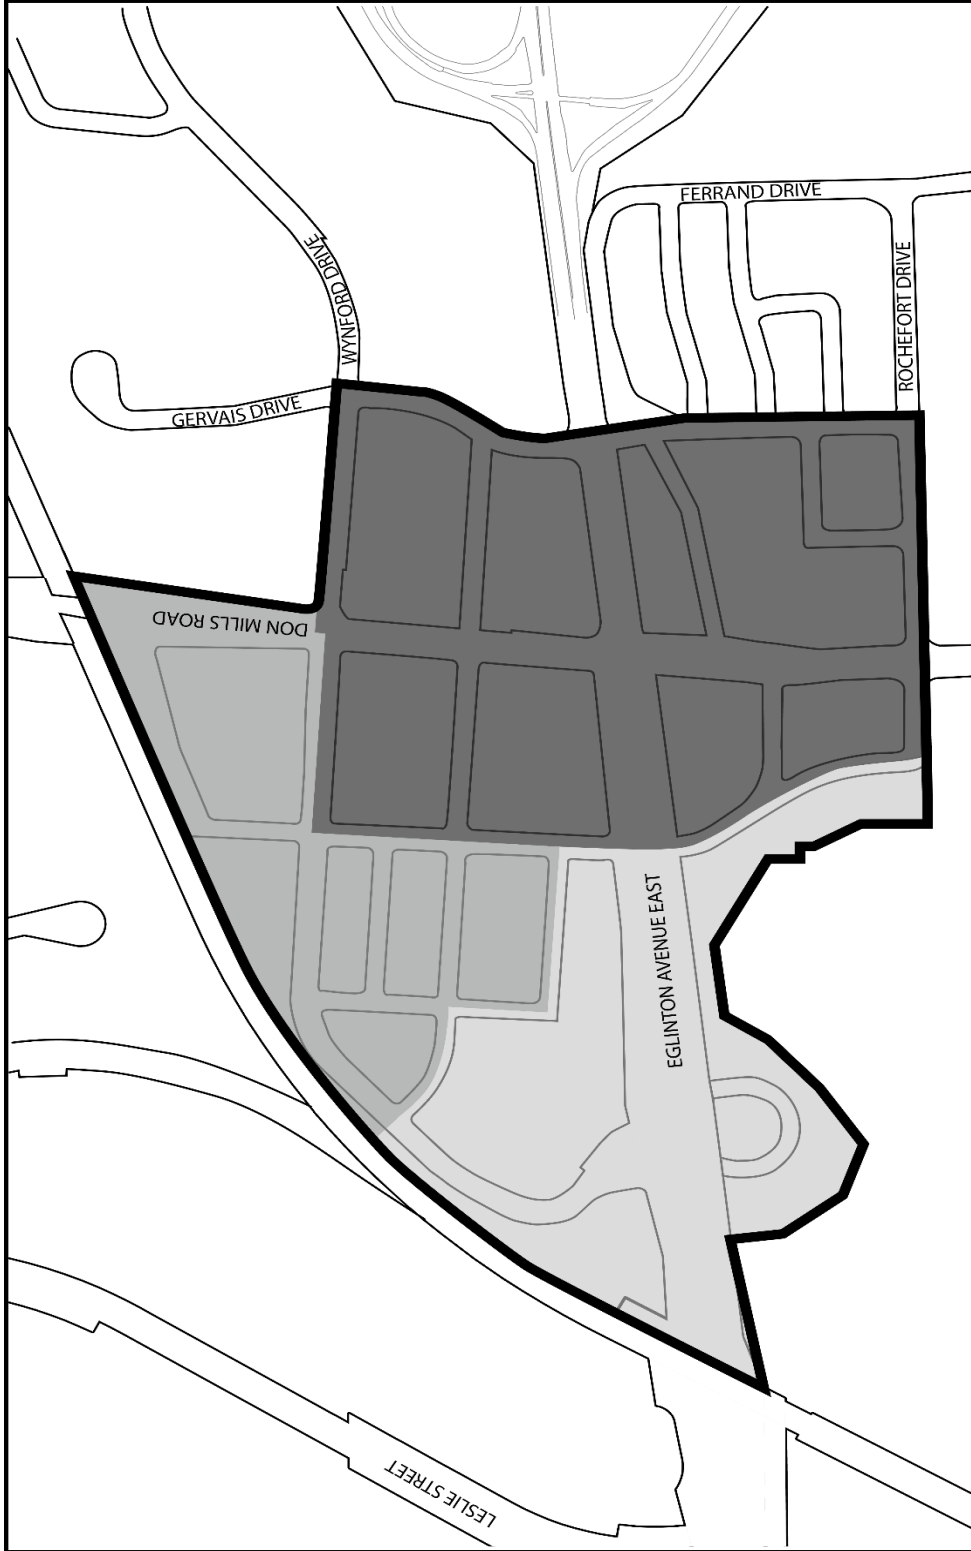 FERRAND DRIVE
ROCHEFORT DRIVE
WYNFORD DRIVE
GERVAIS DRIVE
DON MILLS ROAD
EGLINTON AVENUE EAST
LESLIE STREET